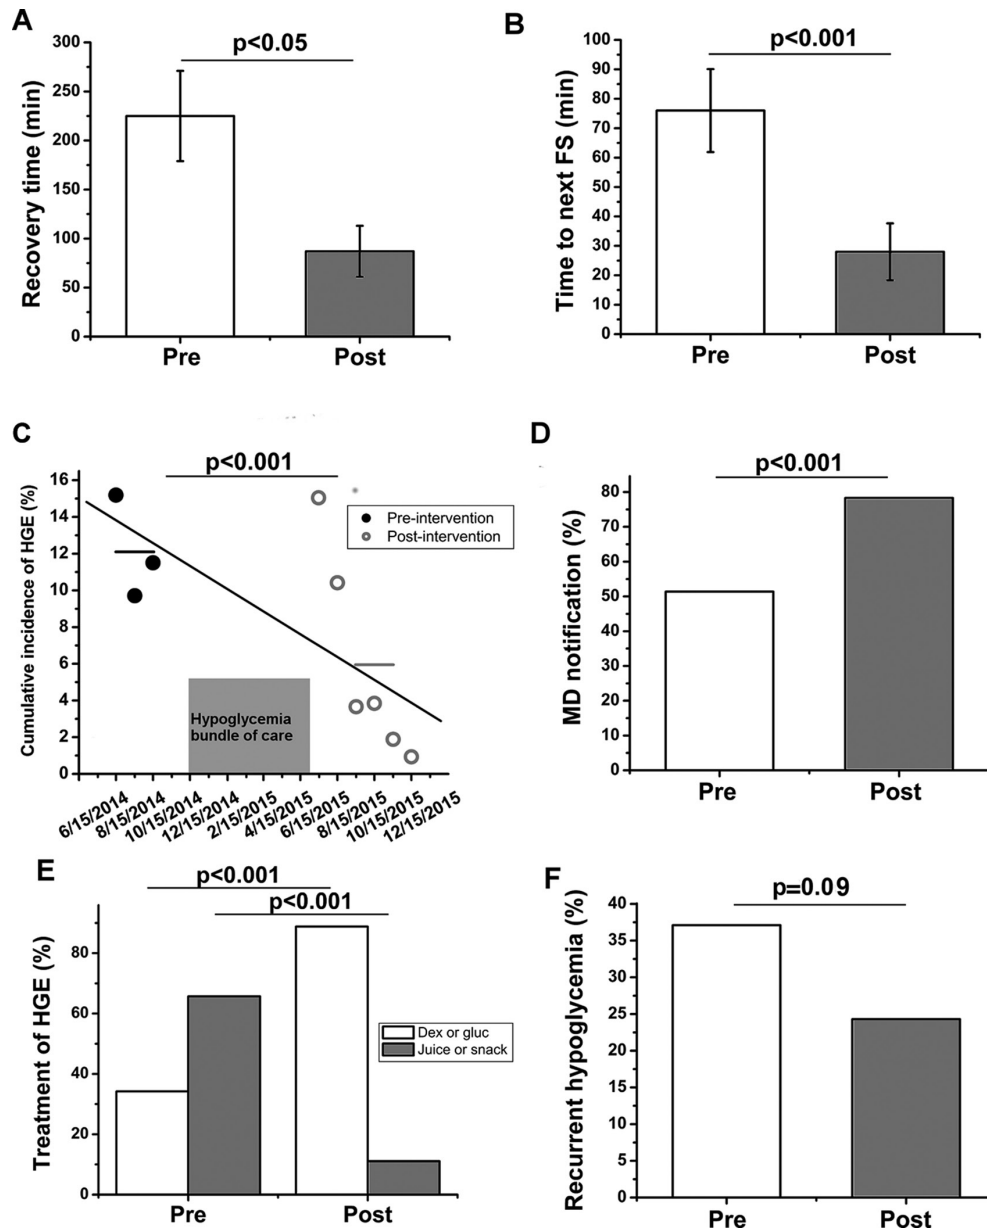 A
p<0.05
Recovery time (min)
300
250
200
150
100
50
0
Pre
Post
B
p<0.001
Time to next FS (min)
100
90
80
70
60
50
40
30
20
10
0
Pre
Post
C
p<0.001
Cumulative incidence of HGE (%)
16
14
12
10
8
6
4
2
0
Pre-intervention
Post-intervention
Hypoglycemia
bundle of care
6/15/2014
8/15/2014
10/15/2014
12/15/2014
2/15/2015
4/15/2015
6/15/2015
8/15/2015
10/15/2015
12/15/2015
D
p<0.001
MD notification (%)
80
70
60
50
40
30
20
10
0
Pre
Post
E
p<0.001
p<0.001
Treatment of HGE (%)
80
60
40
20
0
Dex or gluc
Juice or snack
Pre
Post
F
p=0.09
Recurrent hypoglycemia (%)
40
35
30
25
20
15
10
5
0
Pre
Post